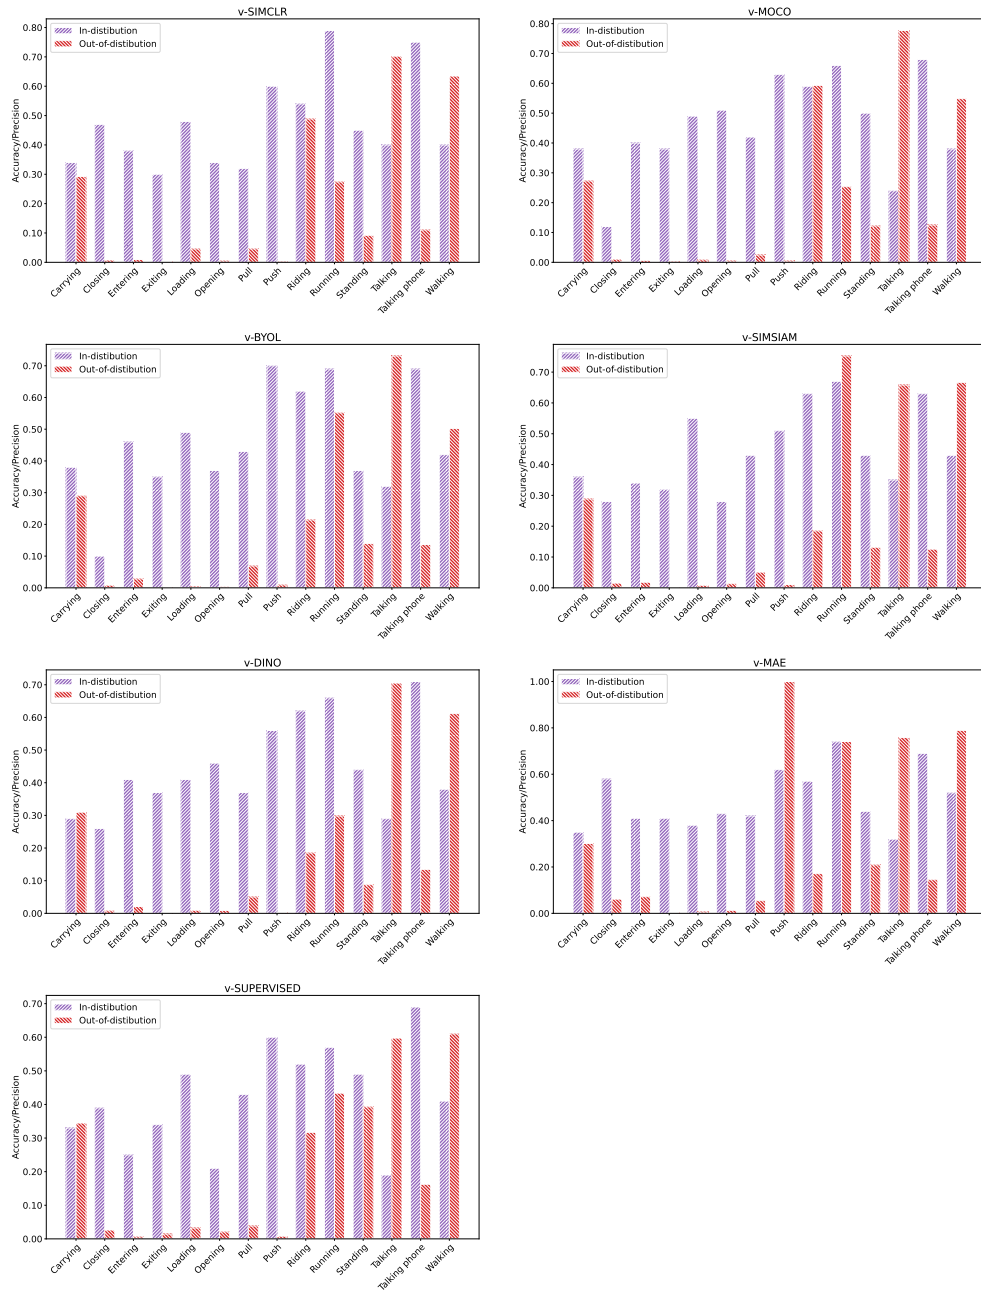 v-SIMCLR
In-distibution
Out-of-distibution
Accuracy/Precision
0.80
0.70
0.60
0.50
0.40
0.30
0.20
0.10
0.00
Carrying
Closing
Entering
Exiting
Loading
Opening
Pull
Push
Riding
Running
Standing
Talking
Talking phone
Walking
v-MOCO
In-distibution
Out-of-distibution
Accuracy/Precision
0.80
0.70
0.60
0.50
0.40
0.30
0.20
0.10
0.00
Carrying
Closing
Entering
Exiting
Loading
Opening
Pull
Push
Riding
Running
Standing
Talking
Talking phone
Walking
v-BYOL
In-distibution
Out-of-distibution
Accuracy/Precision
0.70
0.60
0.50
0.40
0.30
0.20
0.10
0.00
Carrying
Closing
Entering
Exiting
Loading
Opening
Pull
Push
Riding
Running
Standing
Talking
Talking phone
Walking
v-SIMSIAM
In-distibution
Out-of-distibution
Accuracy/Precision
0.70
0.60
0.50
0.40
0.30
0.20
0.10
0.00
Carrying
Closing
Entering
Exiting
Loading
Opening
Pull
Push
Riding
Running
Standing
Talking
Talking phone
Walking
v-DINO
In-distibution
Out-of-distibution
Accuracy/Precision
0.70
0.60
0.50
0.40
0.30
0.20
0.10
0.00
Carrying
Closing
Entering
Exiting
Loading
Opening
Pull
Push
Riding
Running
Standing
Talking
Talking phone
Walking
v-MAE
In-distibution
Out-of-distibution
Accuracy/Precision
1.00
0.80
0.60
0.40
0.20
0.00
Carrying
Closing
Entering
Exiting
Loading
Opening
Pull
Push
Riding
Running
Standing
Talking
Talking phone
Walking
v-SUPERVISED
In-distibution
Out-of-distibution
Accuracy/Precision
0.70
0.60
0.50
0.40
0.30
0.20
0.10
0.00
Carrying
Closing
Entering
Exiting
Loading
Opening
Pull
Push
Riding
Running
Standing
Talking
Talking phone
Walking